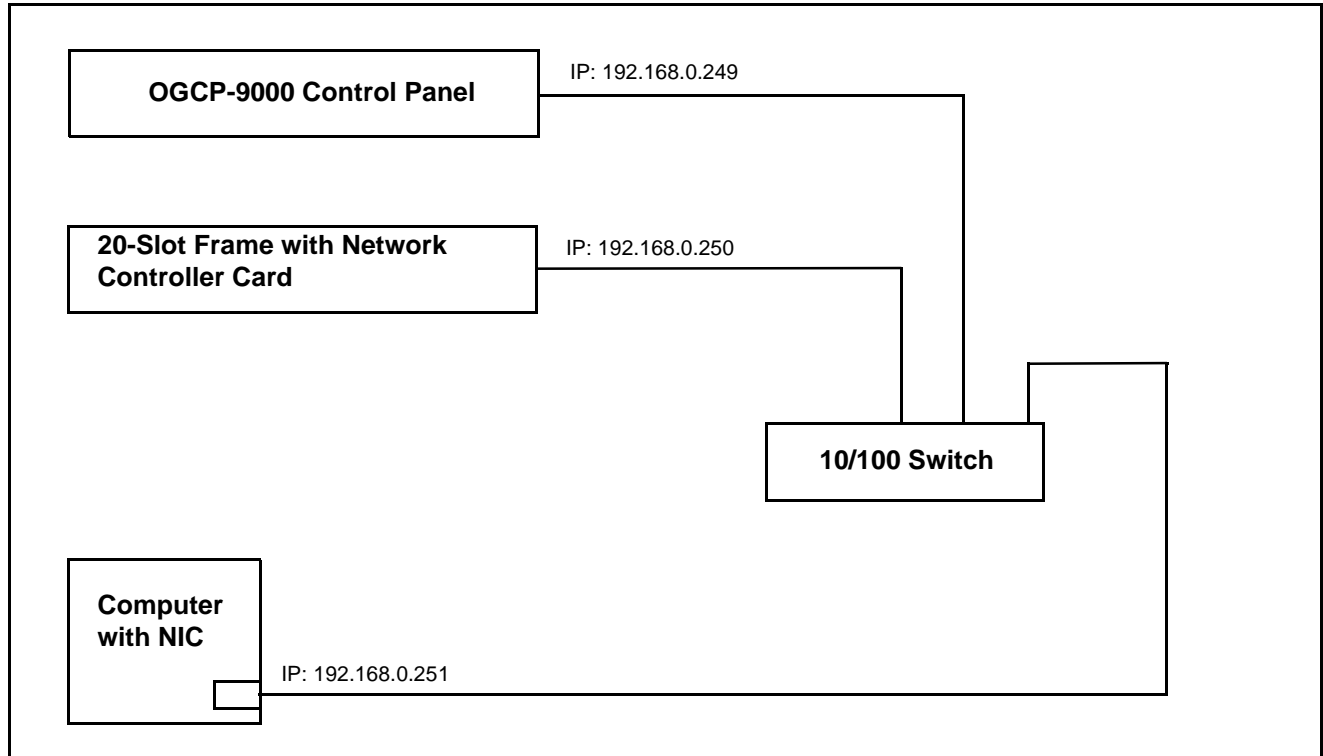 OGCP-9000 Control Panel
IP: 192.168.0.249
20-Slot Frame with Network
Controller Card
IP: 192.168.0.250
10/100 Switch
Computer
with NIC
IP: 192.168.0.251